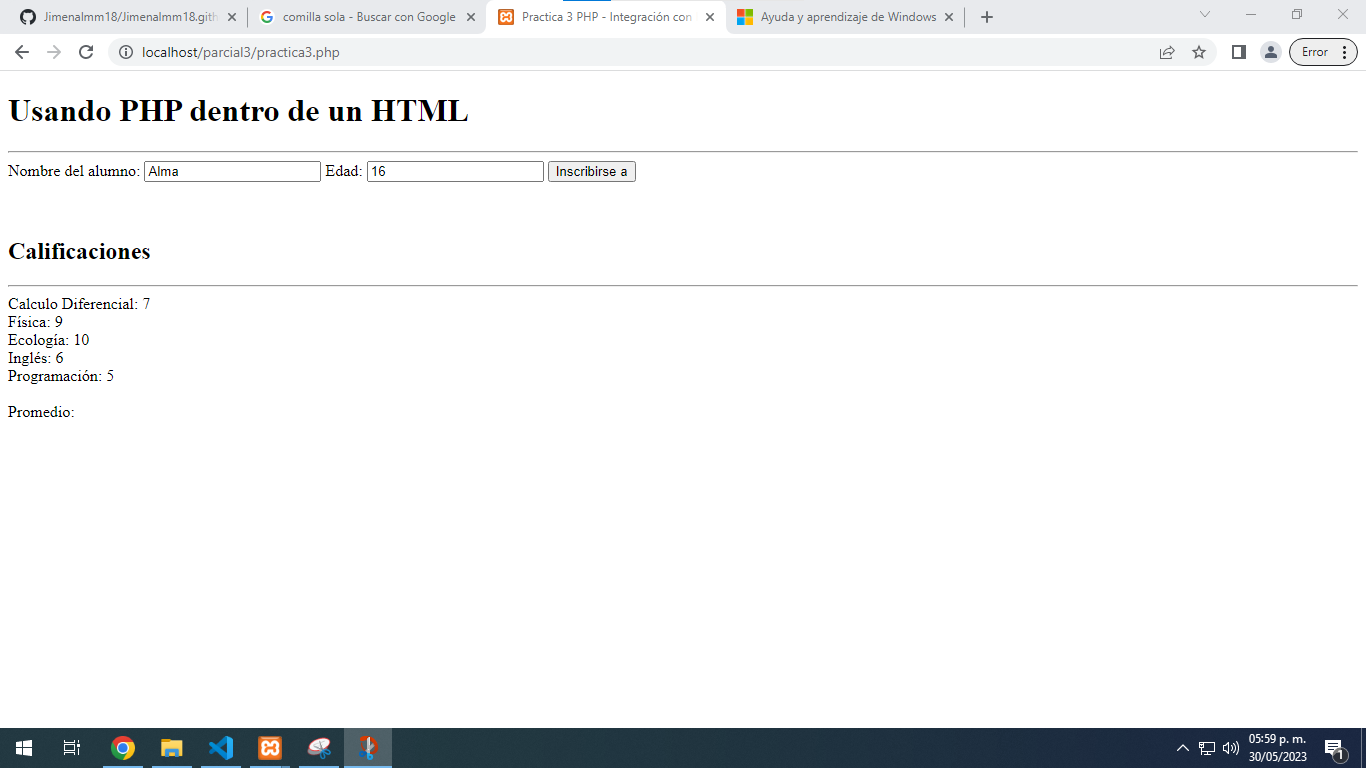 Jimenalmm18/Jimenalmm18.gith
comilla sola - Buscar con Google
Practica 3 PHP - Integración con
Ayuda y aprendizaje de Windows
localhost/parcial3/practica3.php
Error
Usando PHP dentro de un HTML
Nombre del alumno: Alma Edad: 16 Inscribirse a
Calificaciones
Calculo Diferencial: 7
Física: 9
Ecología: 10
Inglés: 6
Programación: 5
Promedio:
05:59 p. m.
30/05/2023
1